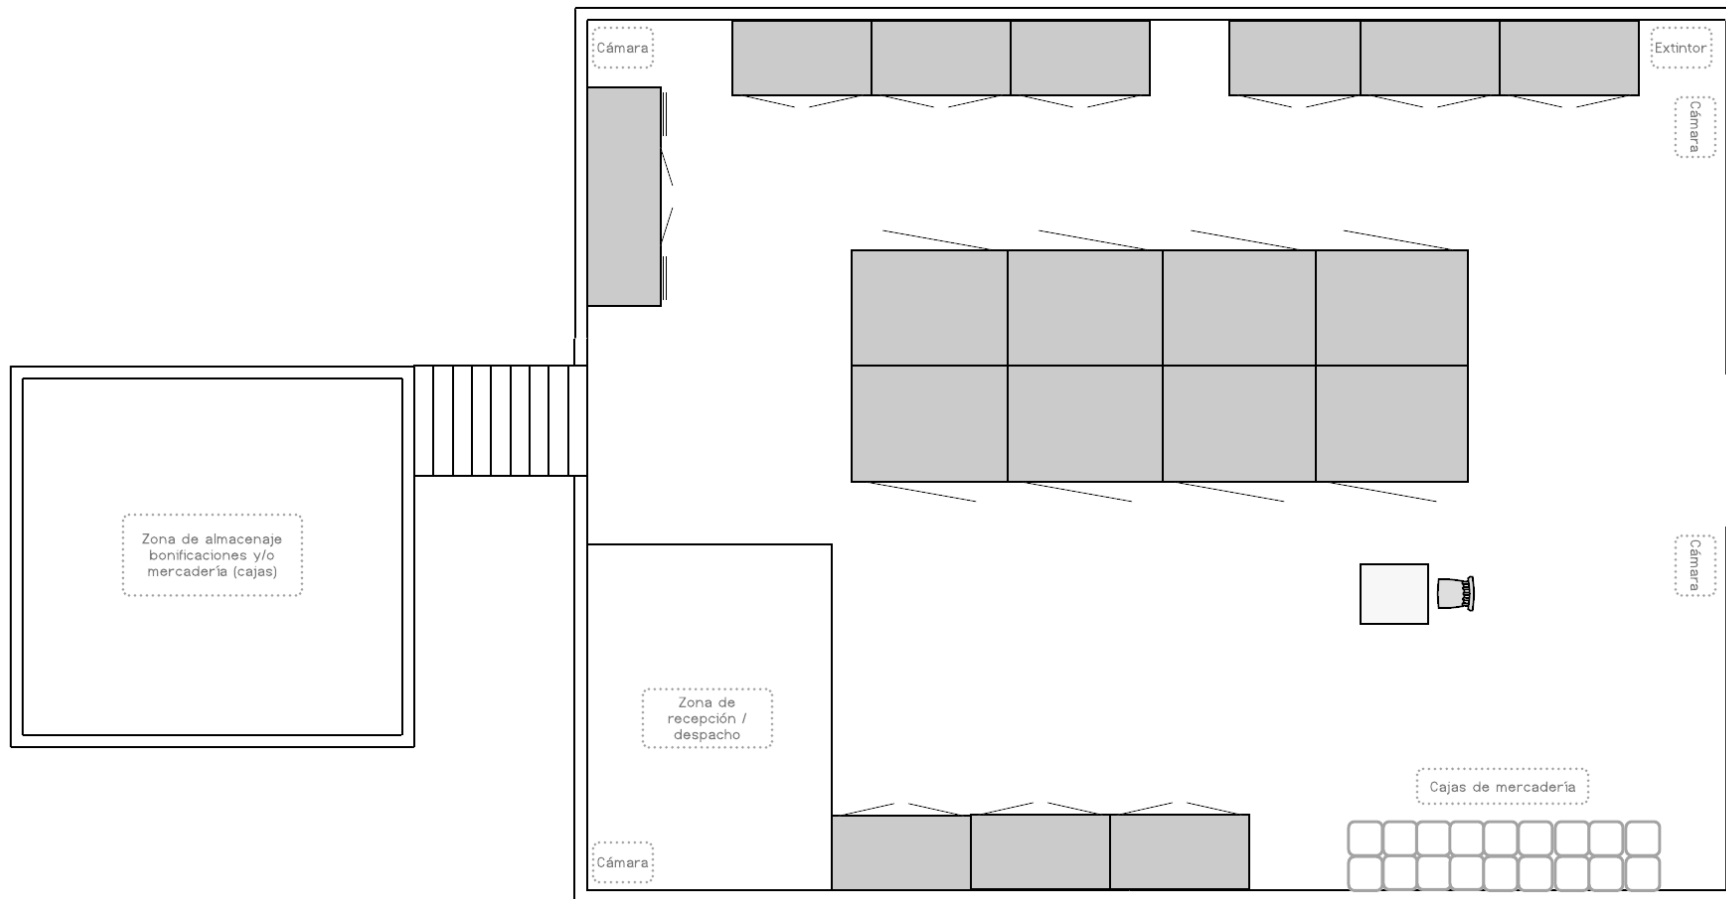 Cámara
Extintor
Cámara
Zona de almacenaje
bonificaciones y/o
mercadería (cajas)
Cámara
Zona de
recepción /
despacho
Cajas de mercadería
Cámara